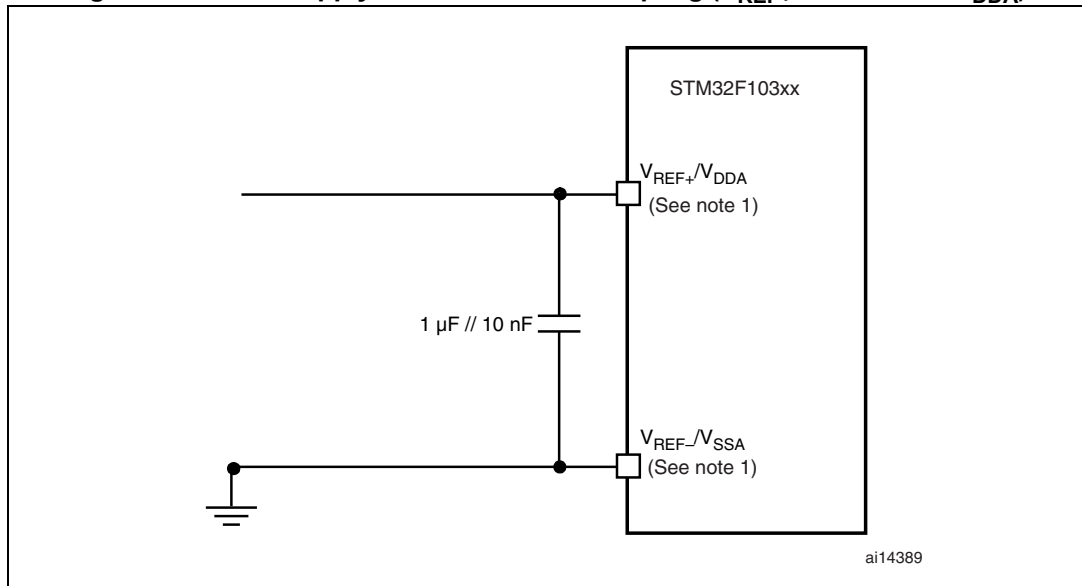 STM32F103xx
VREF+/VDDA
(See note 1)
1 µF // 10 nF
VREF–/VSSA
(See note 1)
ai14389